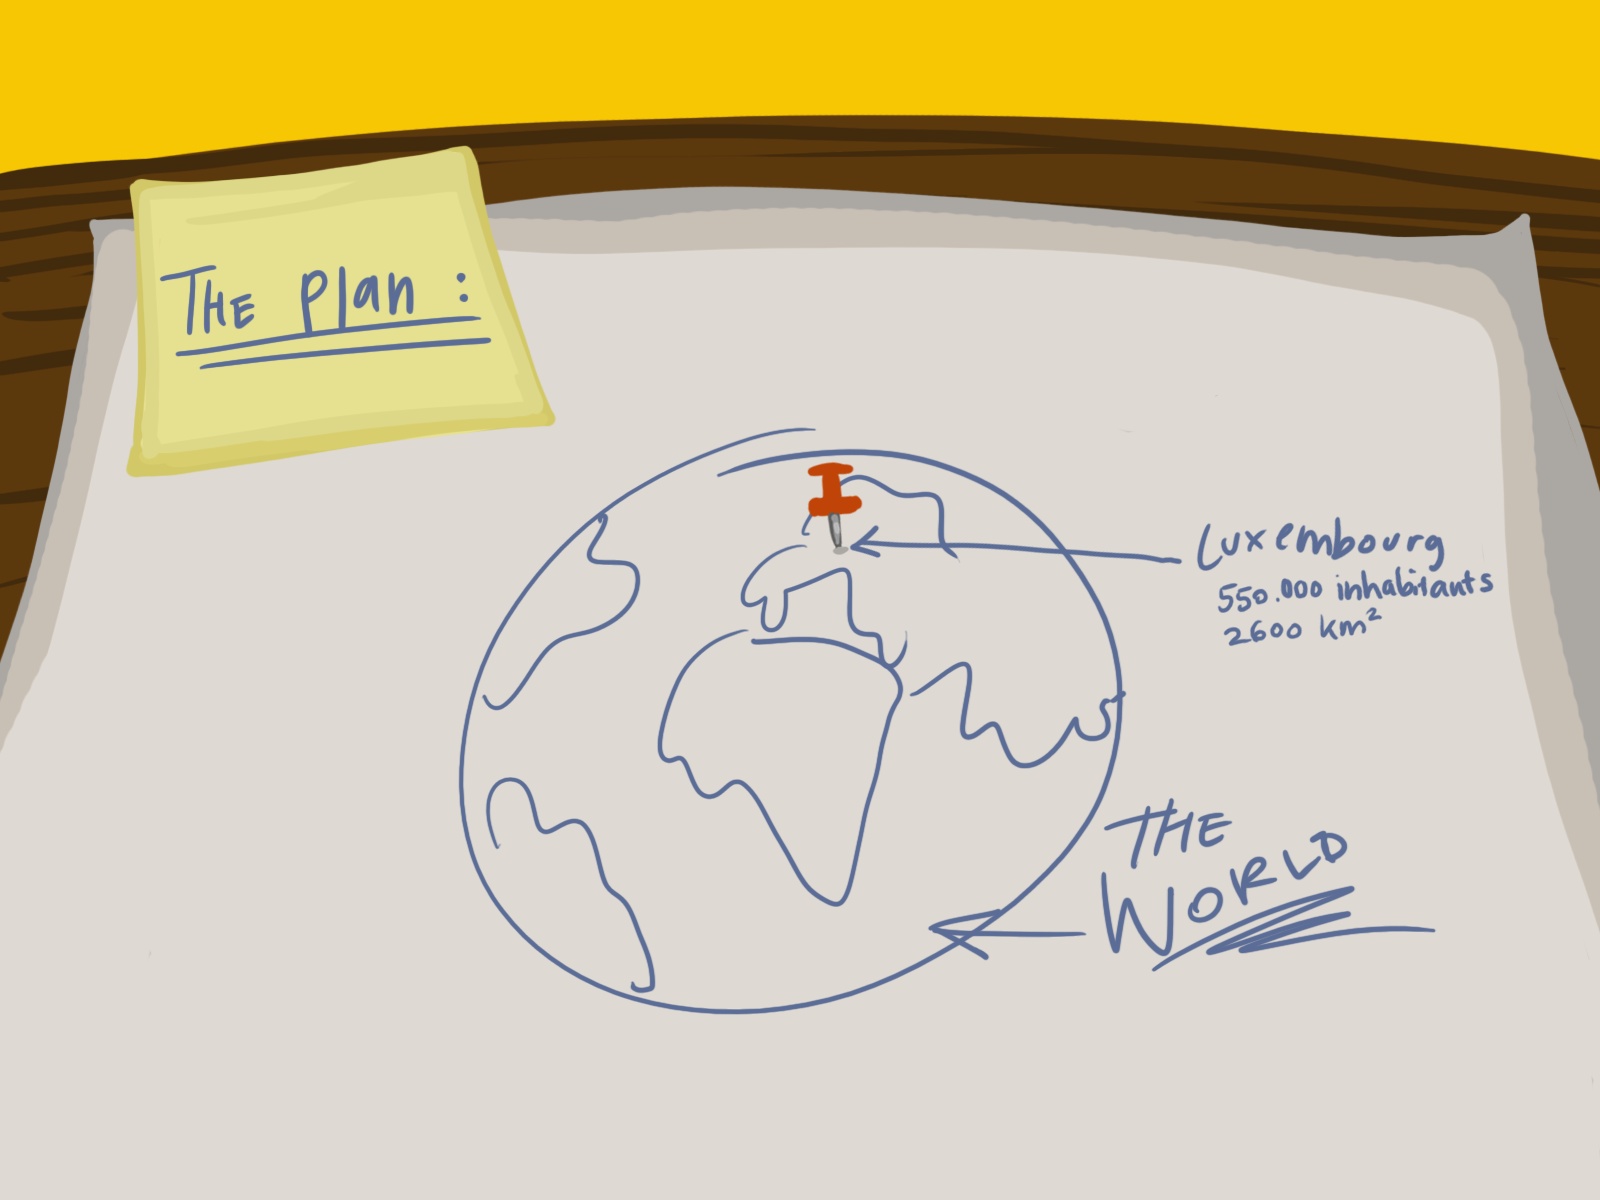 The Plan :
Luxembourg
550.000 inhabitants
2600 km²
THE
WORLD